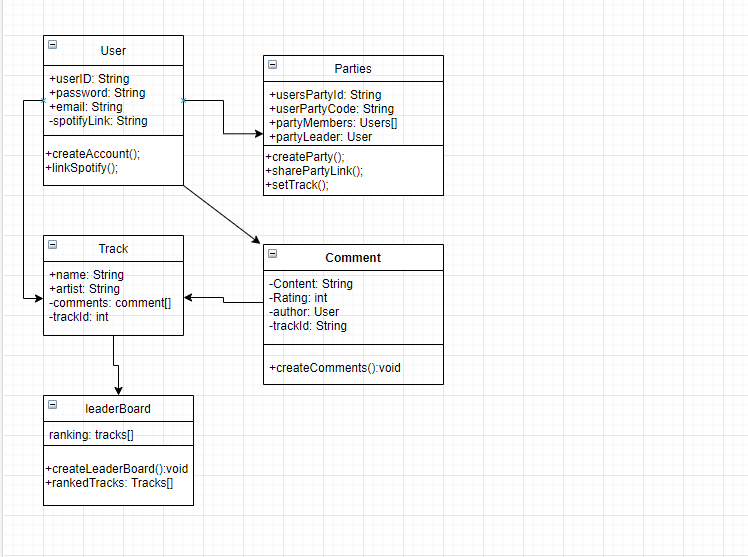 User
+userID: String
+password: String
+email: String
-spotifyLink: String
+createAccount();
+linkSpotify();
Parties
+usersPartyId: String
+userPartyCode: String
+partyMembers: Users[]
+partyLeader: User
+createParty();
+sharePartyLink();
+setTrack();
Track
+name: String
+artist: String
-comments: comment[]
-trackId: int
Comment
-Content: String
-Rating: int
-author: User
-trackId: String
+createComments():void
leaderBoard
ranking: tracks[]
+createLeaderBoard():void
+rankedTracks: Tracks[]